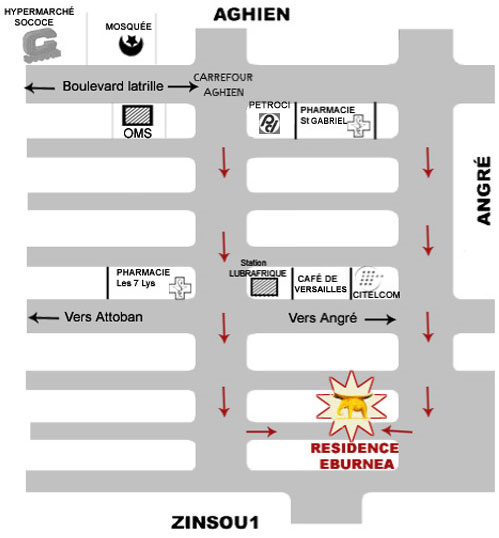 AGHIEN
HYPERMARCHÉ
SOCOCE
MOSQUÉE
Boulevard latrille
CARREFOUR
AGHIEN
OMS
PETROCI
PHARMACIE
St GABRIEL
ANGRÉ
PHARMACIE
Les 7 Lys
Station
LUBRAFRIQUE
CAFÉ DE
VERSAILLES
CITELCOM
Vers Attoban
Vers Angré
RESIDENCE
EBURNEA
ZINSOU1